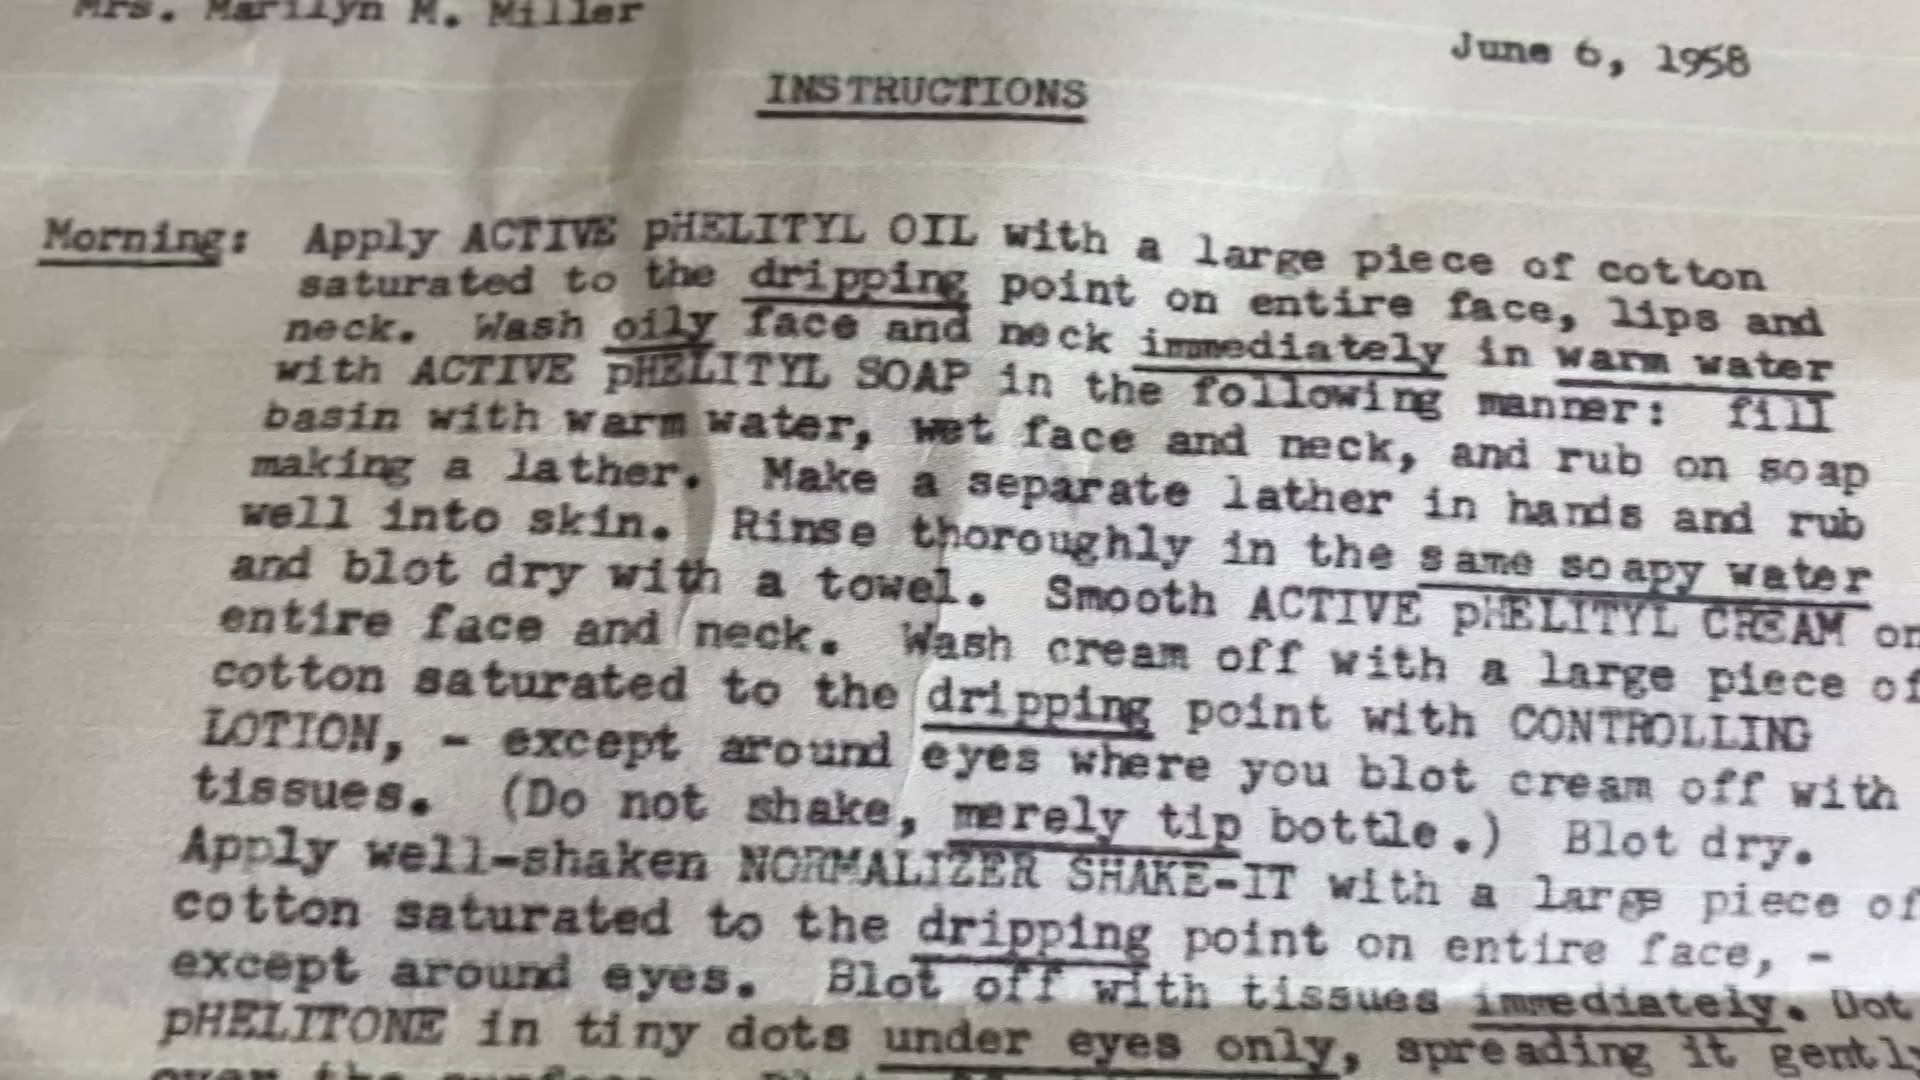 Mrs. Marilyn M. Miller
June 6, 1958
INSTRUCTIONS
Morning: Apply ACTIVE pHELITYL OIL with a large piece of cotton
saturated to the dripping point on entire face, lips and
neck. Wash oily face and neck immediately in warm water
with ACTIVE pHELITYL SOAP in the following manner: fill
basin with warm water, wet face and neck, and rub on soap
making a lather. Make a separate lather in hands and rub
well into skin. Rinse thoroughly in the same soapy water
and blot dry with a towel. Smooth ACTIVE pHELITYL CREAM on
entire face and neck. Wash cream off with a large piece of
cotton saturated to the dripping point with CONTROLLING
LOTION, - except around eyes where you blot cream off with
tissues. (Do not shake, merely tip bottle.) Blot dry.
Apply well-shaken NORMALIZER SHAKE-IT with a large piece of
cotton saturated to the dripping point on entire face, -
except around eyes. Blot off with tissues immediately. Dot
pHELITONE in tiny dots under eyes only, spreading it gently
over the surface.